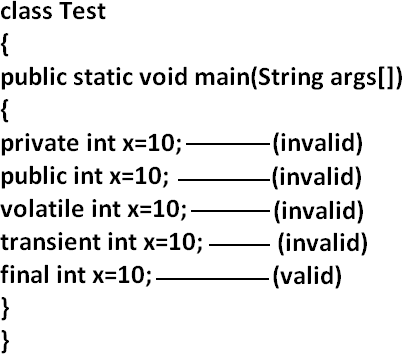 class Test
{
public static void main(String args[])
{
private int x=10; (invalid)
public int x=10; (invalid)
volatile int x=10; (invalid)
transient int x=10; (invalid)
final int x=10; (valid)
}
}